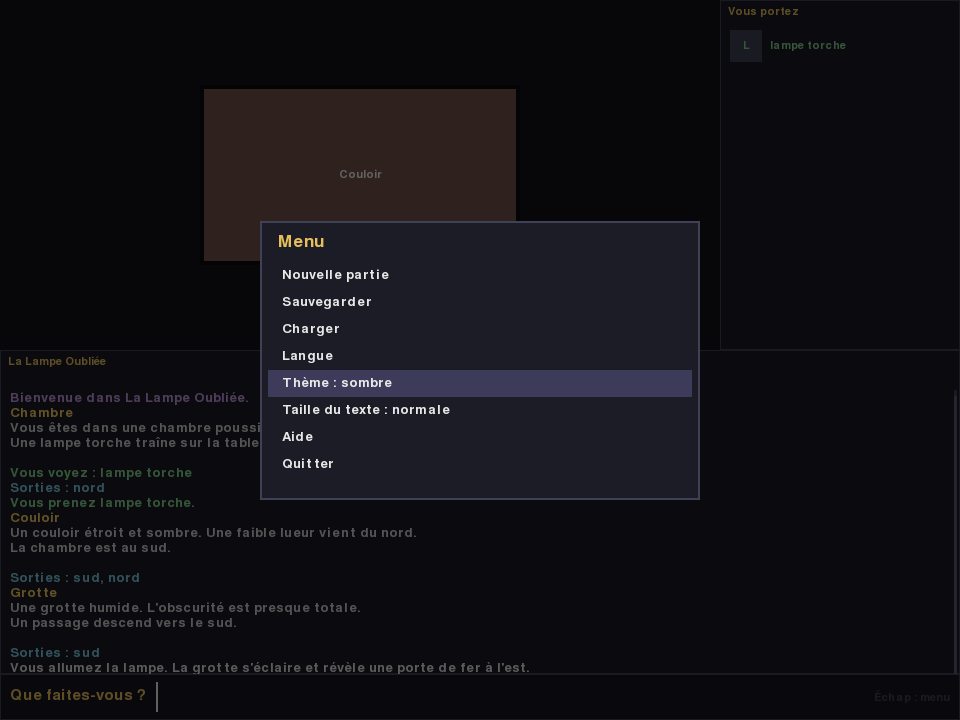 Vous portez
L lampe torche
Couloir
Menu
Nouvelle partie
Sauvegarder
Charger
Langue
Thème : sombre
Taille du texte : normale
Aide
Quitter
La Lampe Oubliée
Bienvenue dans La Lampe Oubliée.
Chambre
Vous êtes dans une chambre
Une lampe torche traîne sur la table
Vous voyez : lampe torche
Sorties : nord
Vous prenez lampe torche.
Couloir
Un couloir étroit et sombre. Une faible lueur vient du nord.
La chambre est au sud.
Sorties : sud, nord
Grotte
Une grotte humide. L'obscurité est presque totale.
Un passage descend vers le sud.
Sorties : sud
Vous allumez la lampe. La grotte s'éclaire et révèle une porte de fer à l'est.
Que faites-vous ?
Échap : menu